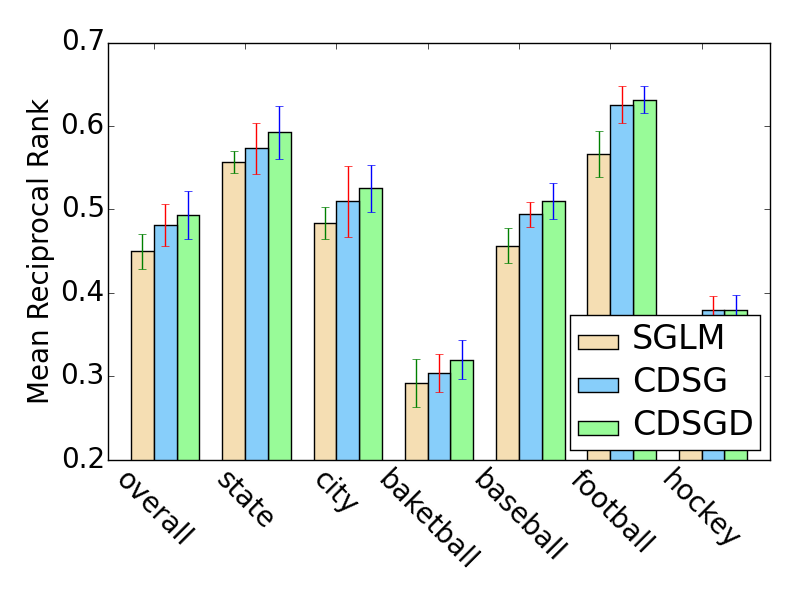 Mean Reciprocal Rank
0.7
0.6
0.5
0.4
0.3
0.2
overall
state
city
baketball
baseball
football
hockey
SGLM
CDSG
CDSGD